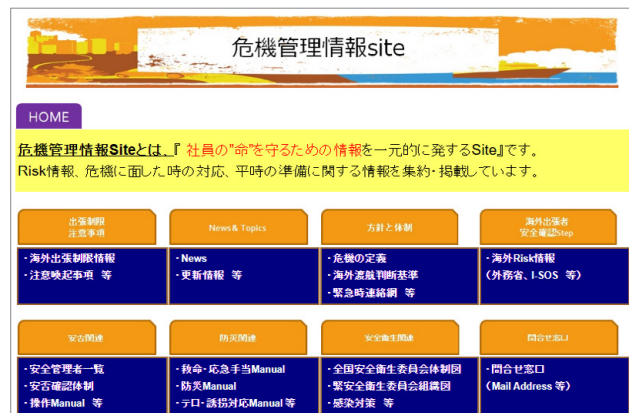 危機管理情報site
HOME
危機管理情報Siteとは、『 社員の"命"を守るための情報を一元的に発するSite』です。
Risk情報、危機に面した時の対応、平時の準備に関する情報を集約・掲載しています。
出張制限
注意事項
News & Topics
方針と体制
海外出張者
安全確認Step
・海外出張制限情報
・注意喚起事項 等
・News
・更新情報 等
・危機の定義
・海外渡航判断基準
・緊急時連絡網 等
・海外Risk情報
（外務省、I-SOS 等）
安否関連
防災関連
安全衛生関連
問合せ窓口
・安全管理者一覧
・安否確認体制
・操作Manual 等
・救命・応急手当Manual
・防災Manual
・テロ・誘拐対応Manual 等
・全国安全衛生委員会体制図
・緊安全衛生委員会組織図
・感染対策 等
・問合せ窓口
（Mail Address 等）